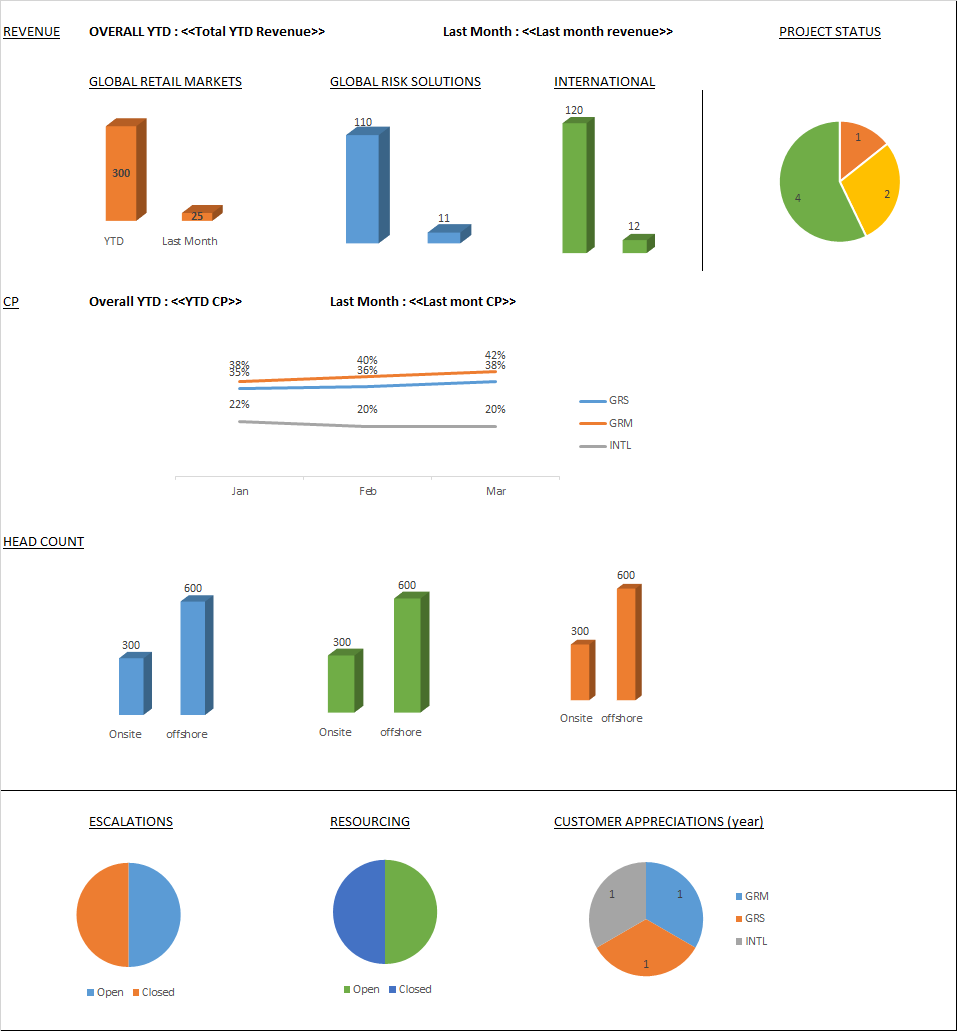 REVENUE OVERALL YTD : <<Total YTD Revenue>> Last Month : <<Last month revenue>> PROJECT STATUS
GLOBAL RETAIL MARKETS GLOBAL RISK SOLUTIONS INTERNATIONAL
300
25
YTD Last Month
110
11
120
12
1
2
4
CP Overall YTD : <<YTD CP>> Last Month : <<Last mont CP>>
38% 40% 42%
35% 36% 38%
22% 20% 20%
Jan Feb Mar
GRS
GRM
INTL
HEAD COUNT
300
600
Onsite offshore
300
600
Onsite offshore
300
600
Onsite offshore
ESCALATIONS RESOURCING CUSTOMER APPRECIATIONS (year)
Open Closed
Open Closed
1 1
1
GRM
GRS
INTL